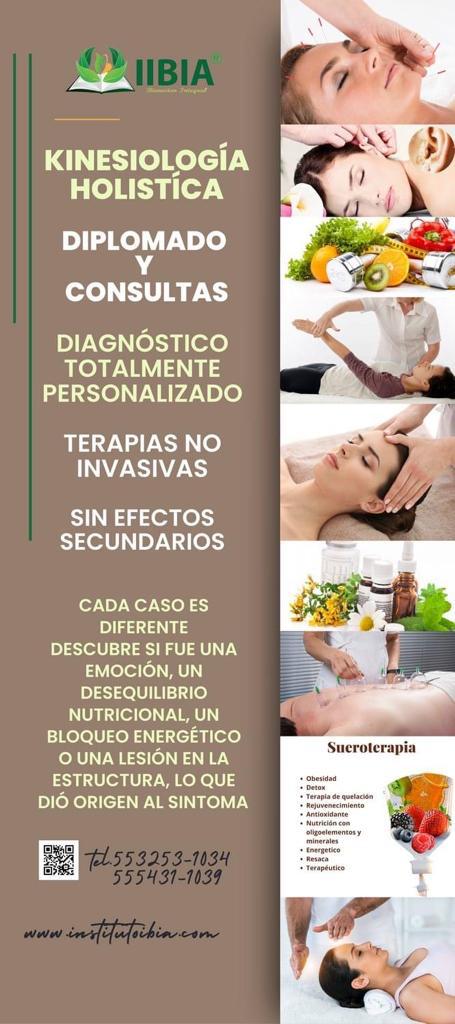 IIBIA®
Bienestar Integral
KINESIOLOGÍA
HOLISTÍCA
DIPLOMADO
Y
CONSULTAS
DIAGNÓSTICO
TOTALMENTE
PERSONALIZADO
TERAPIAS NO
INVASIVAS
SIN EFECTOS
SECUNDARIOS
CADA CASO ES
DIFERENTE
DESCUBRE SI FUE UNA
EMOCIÓN, UN
DESEQUILIBRIO
NUTRICIONAL, UN
BLOQUEO ENERGÉTICO
O UNA LESIÓN EN LA
ESTRUCTURA, LO QUE
DIÓ ORIGEN AL SINTOMA
tel.553253-1034
555431-1039
www.institutoibia.com
Sueroterapia
• Obesidad
• Detox
• Terapia de quelación
• Rejuvenecimiento
• Antioxidante
• Nutrición con
oligoelementos y
minerales
• Energetico
• Resaca
• Terapéutico